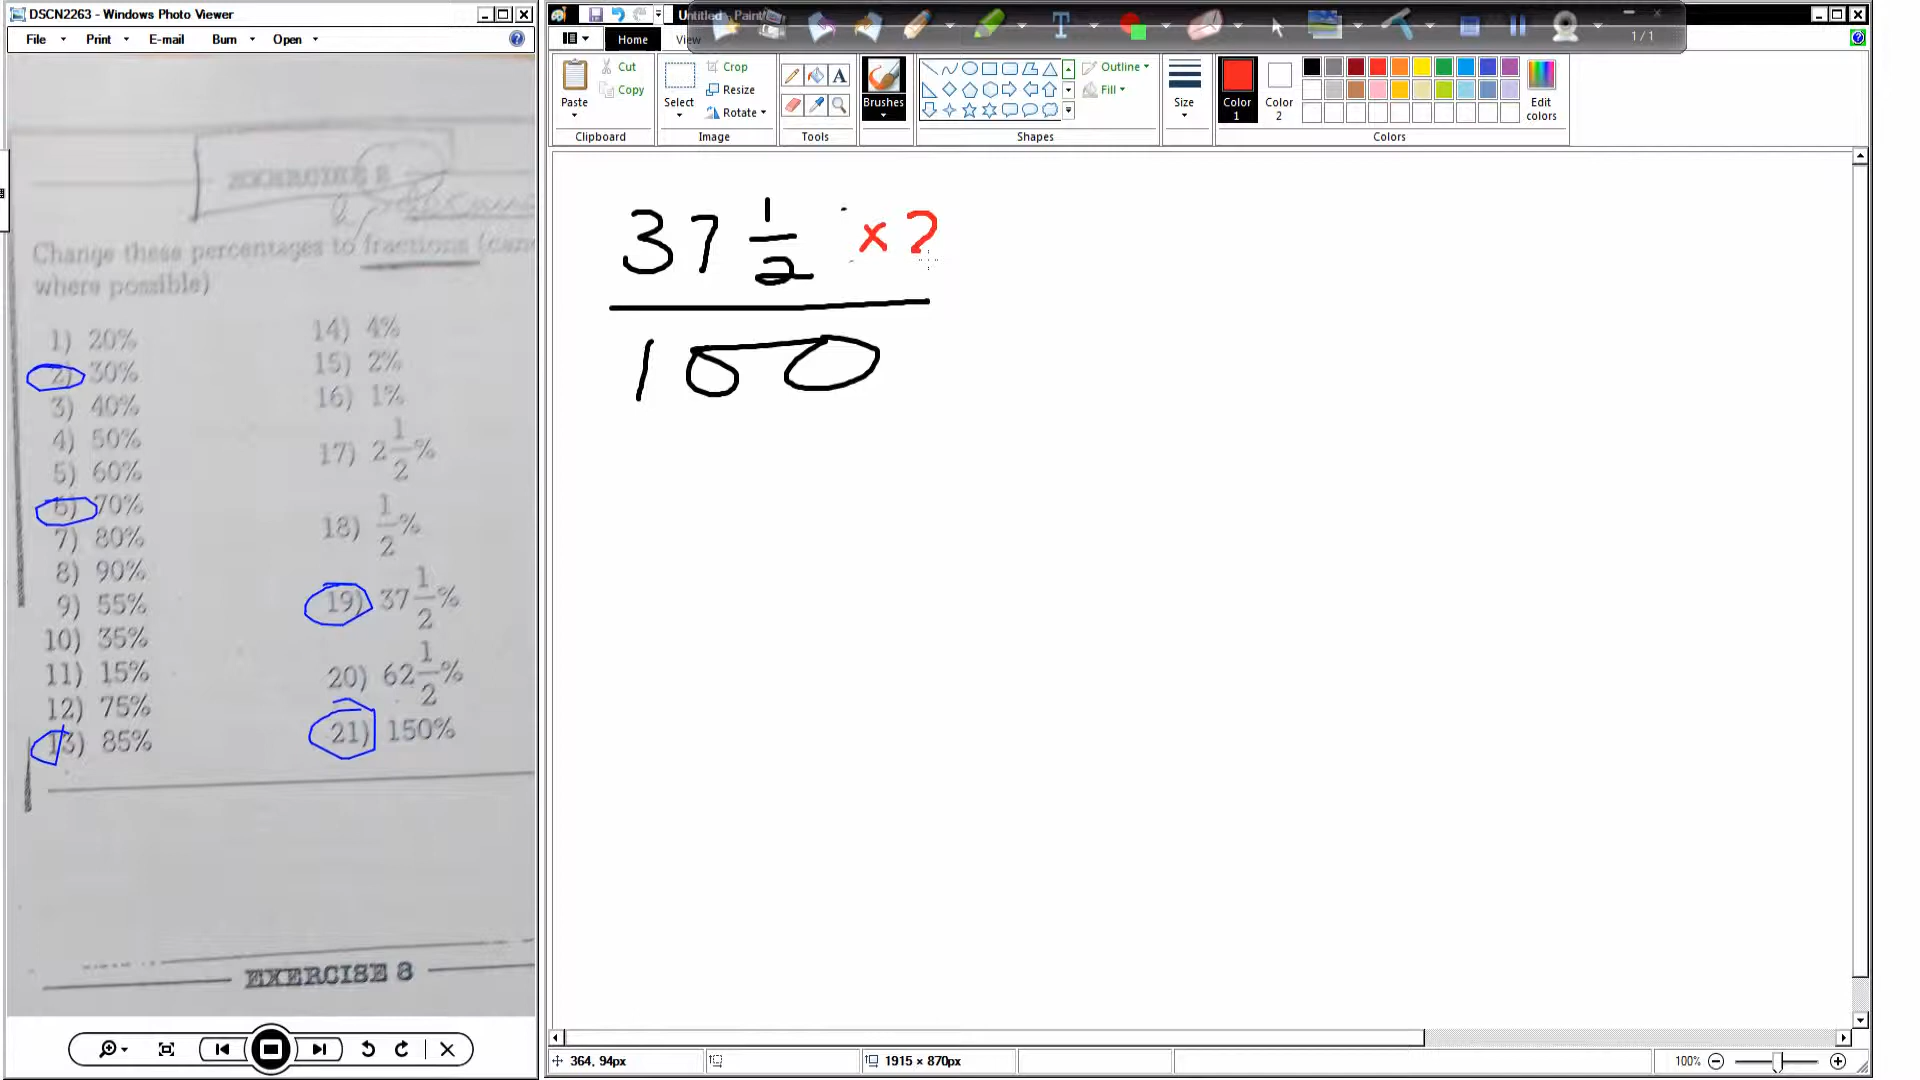 DSCN2263 - Windows Photo Viewer
File Print E-mail Burn Open
EXERCISE
Change these percentages to fractions
where possible)
1) 20%
2) 30%
3) 40%
4) 50%
5) 60%
6) 70%
7) 80%
8) 90%
9) 55%
10) 35%
11) 15%
12) 75%
13) 85%
14) 4%
15) 2%
16) 1%
17) 2 1/2 %
18) 1/2 %
19) 37 1/2 %
20) 62 1/2 %
21) 150%
EXERCISE 8
Untitled - Paint
1 / 1
Home View
Paste
Cut
Copy
Clipboard
Select
Crop
Resize
Rotate
Image
A
Tools
Brushes
Outline
Fill
Shapes
Size
Color 1
Color 2
Edit colors
Colors
37 1/2 x ?
100
364, 94px
1915 × 870px
100%